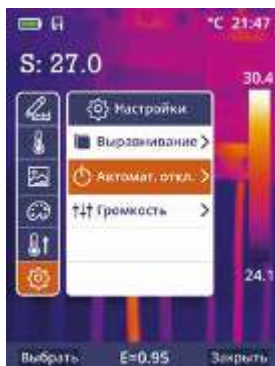 °C 21:47
S: 27.0
30.4
Настройки
Выравнивание
Автомат. откл.
Громкость
24.1
Выбрать E=0.95 Закрыть